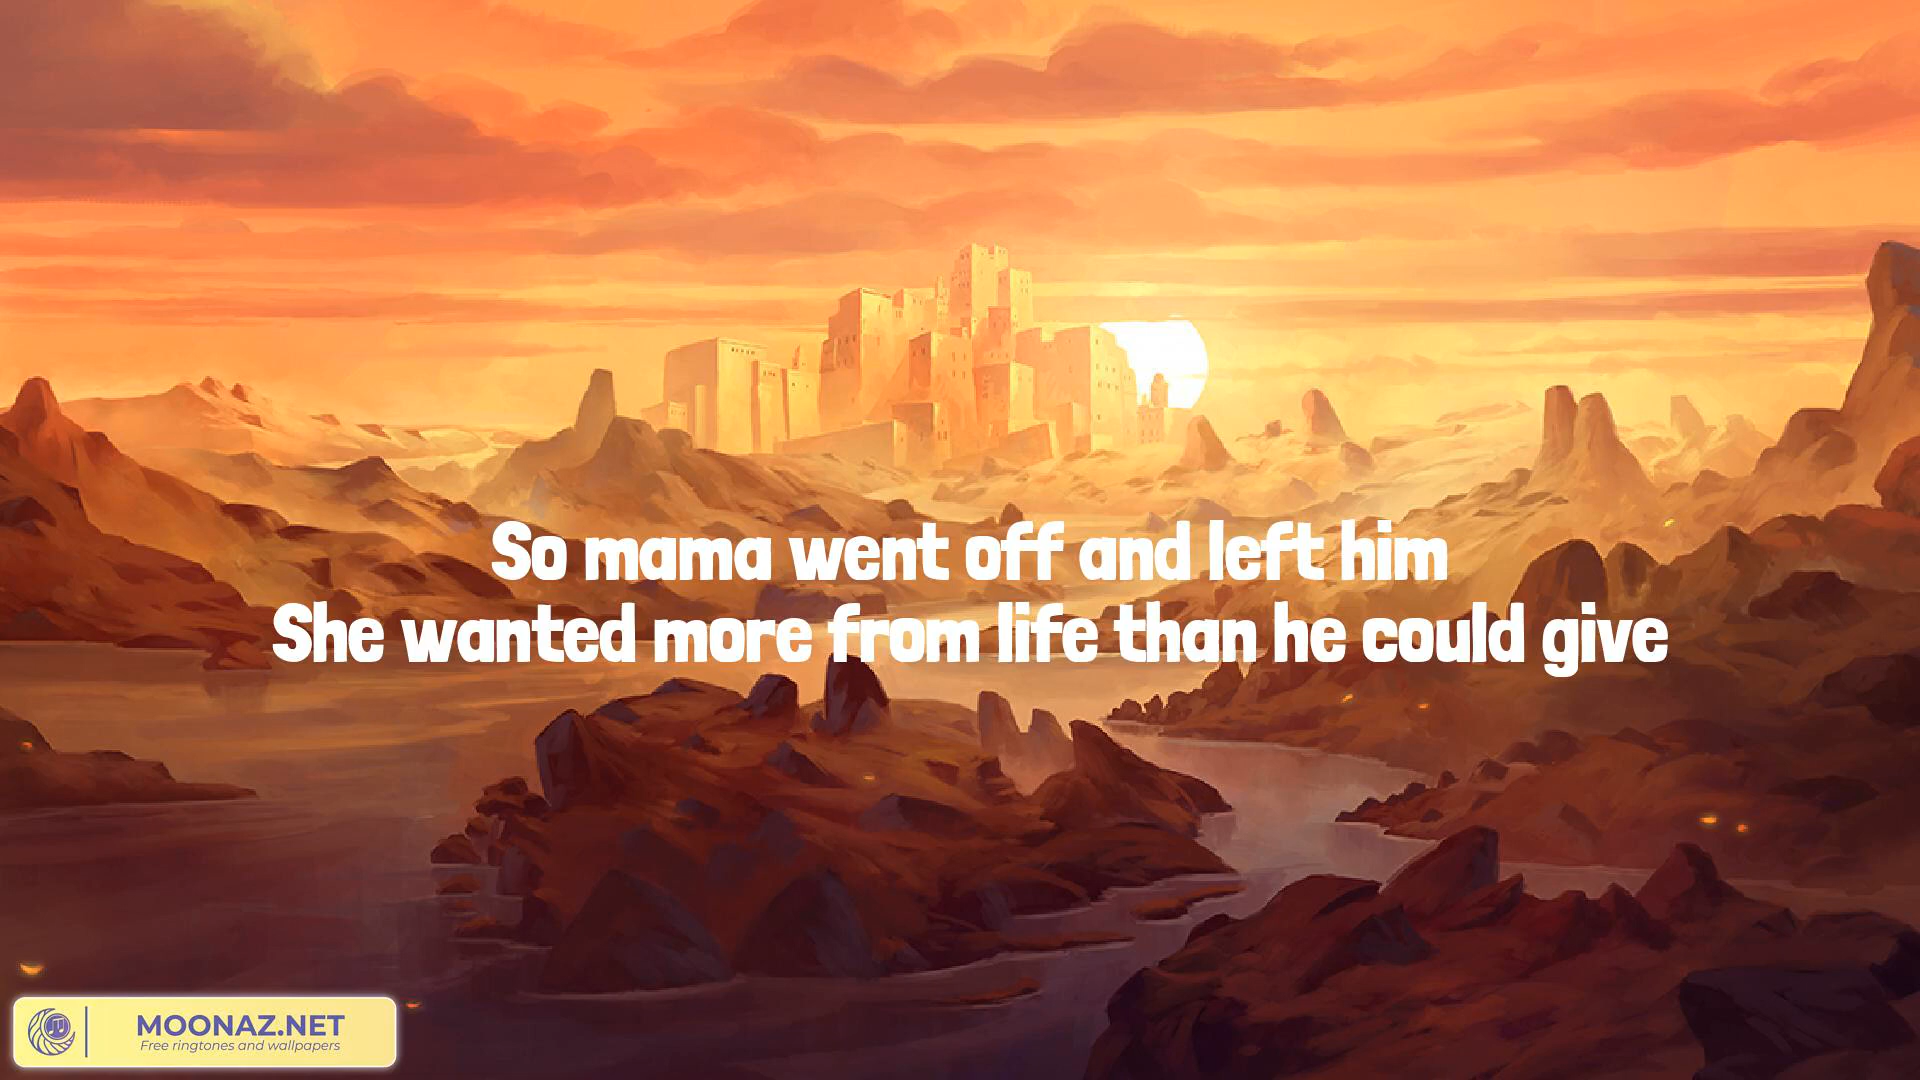 So mama went off and left him
She wanted more from life than he could give
MOONAZ.NET
Free ringtones and wallpapers